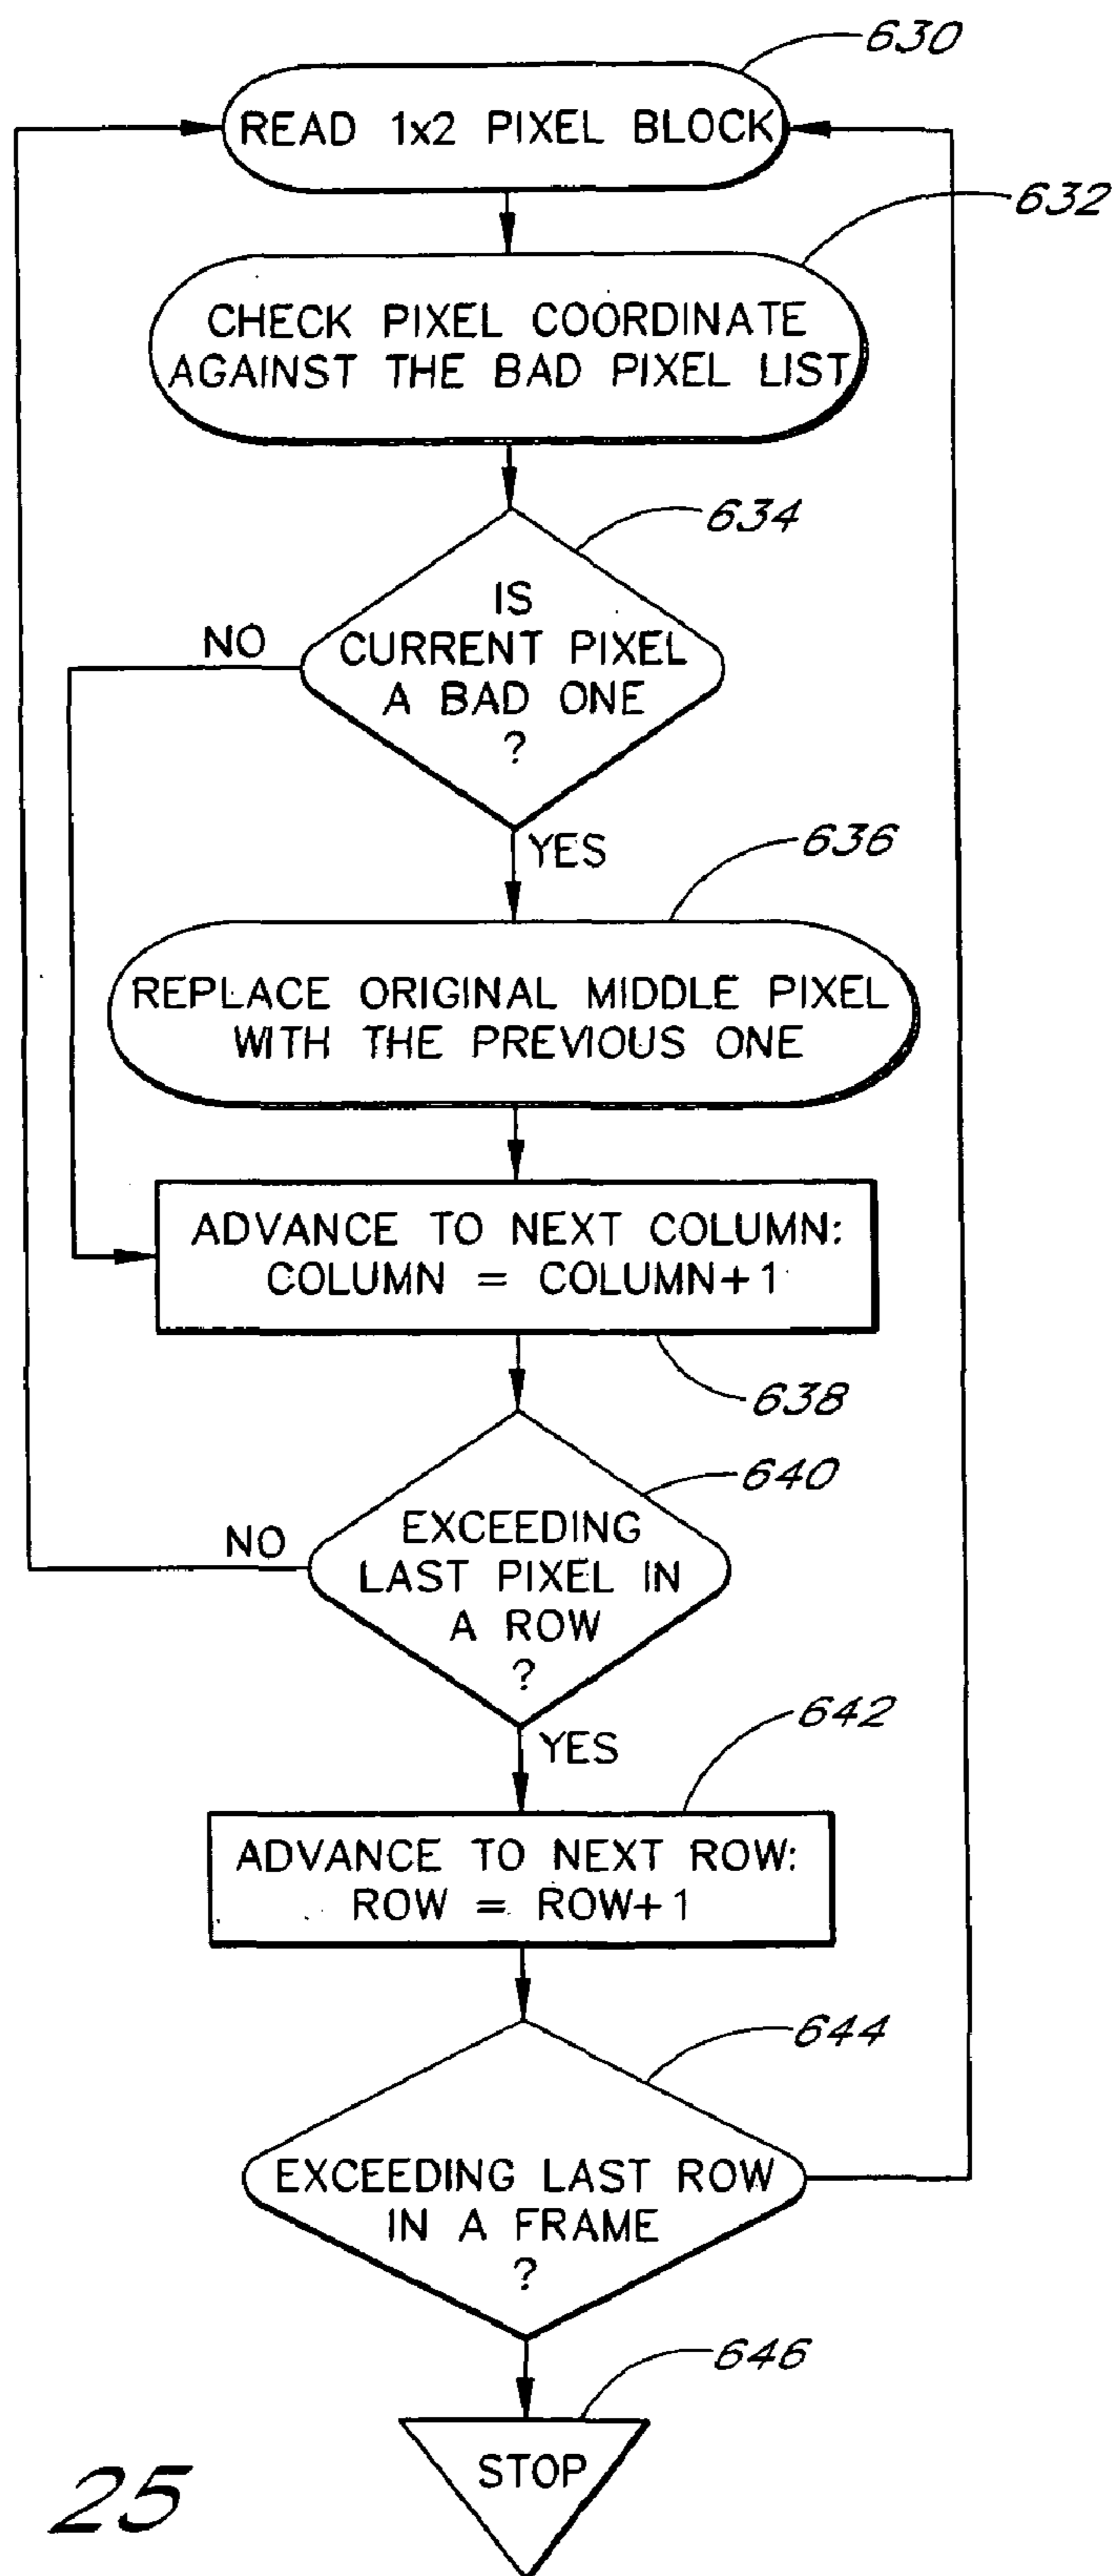 630
READ 1x2 PIXEL BLOCK
632
CHECK PIXEL COORDINATE
AGAINST THE BAD PIXEL LIST
634
IS
CURRENT PIXEL
A BAD ONE
?
NO
YES
636
REPLACE ORIGINAL MIDDLE PIXEL
WITH THE PREVIOUS ONE
ADVANCE TO NEXT COLUMN:
COLUMN = COLUMN+1
638
640
EXCEEDING
LAST PIXEL IN
A ROW
?
NO
YES
642
ADVANCE TO NEXT ROW:
ROW = ROW+1
644
EXCEEDING LAST ROW
IN A FRAME
?
646
STOP
25